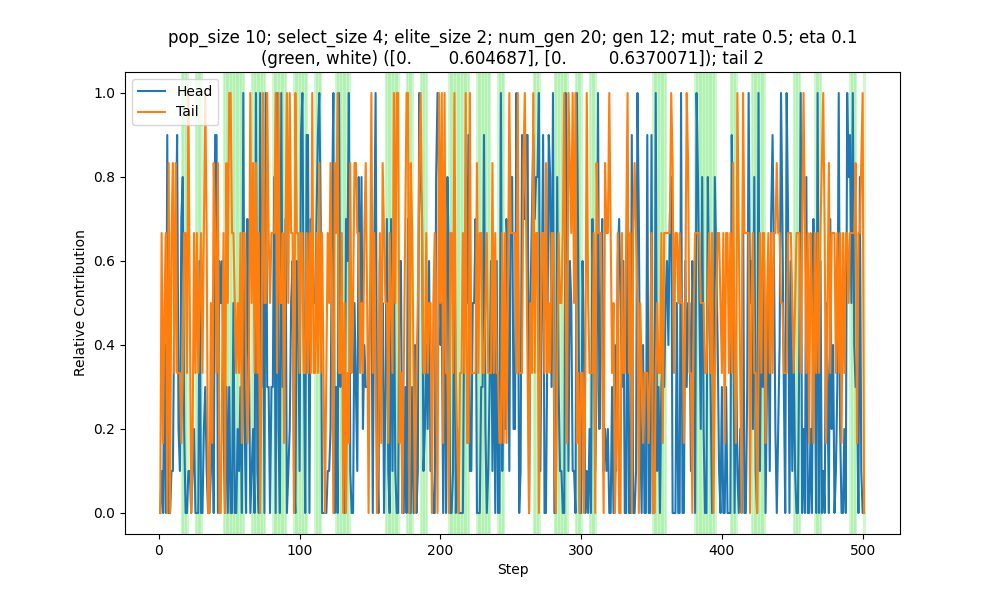 pop_size 10; select_size 4; elite_size 2; num_gen 20; gen 12; mut_rate 0.5; eta 0.1
(green, white) ([0. 0.604687], [0. 0.6370071]); tail 2
Head
Tail
1.0
0.8
0.6
0.4
0.2
0.0
Relative Contribution
0 100 200 300 400 500
Step